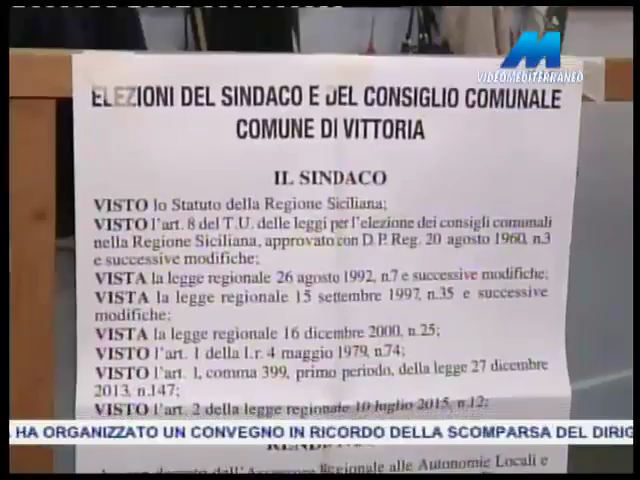 VIDEOMEDITERRANEO
ELEZIONI DEL SINDACO E DEL CONSIGLIO COMUNALE
COMUNE DI VITTORIA
IL SINDACO
VISTO lo Statuto della Regione Siciliana;
VISTO l'art. 8 del T.U. delle leggi per l'elezione dei consigli comunali
nella Regione Siciliana, approvato con D.P.Reg. 20 agosto 1960, n.3
e successive modifiche;
VISTA la legge regionale 26 agosto 1992, n.7 e successive modifiche;
VISTA la legge regionale 15 settembre 1997, n.35 e successive
modifiche;
VISTA la legge regionale 16 dicembre 2000, n.25;
VISTO l'art. 1 della l.r. 4 maggio 1979, n.74;
VISTO l'art. 1, comma 399, primo periodo, della legge 27 dicembre
2013, n.147;
VISTO l'art. 2 della legge regionale 10 luglio 2015, n.12;
A HA ORGANIZZATO UN CONVEGNO IN RICORDO DELLA SCOMPARSA DEL DIRIG
Regionale alle Autonomie Locali e